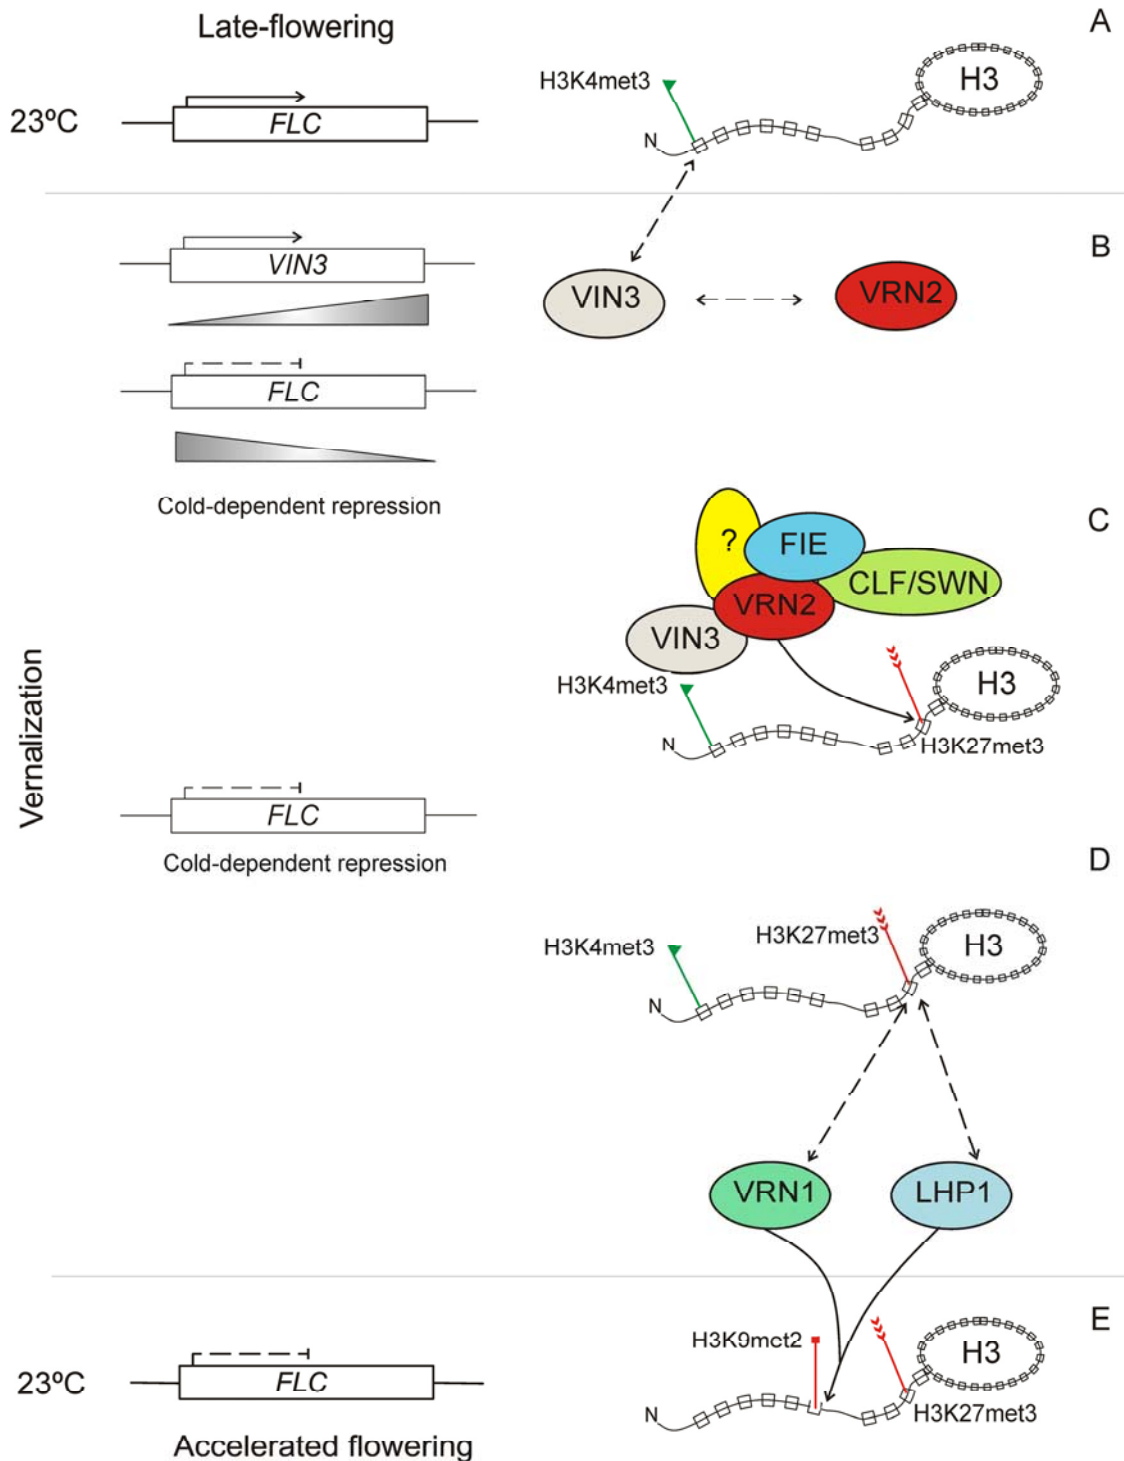 Late-flowering
A
23ºC
FLC
H3K4met3
N
H3
B
VIN3
VIN3
VRN2
FLC
Cold-dependent repression
C
?
FIE
CLF/SWN
VRN2
VIN3
H3K4met3
H3
N
H3K27met3
Vernalization
FLC
Cold-dependent repression
D
H3K27met3
H3K4met3
H3
N
VRN1
LHP1
E
H3K9met2
H3
23ºC
FLC
N
H3K27met3
Accelerated flowering